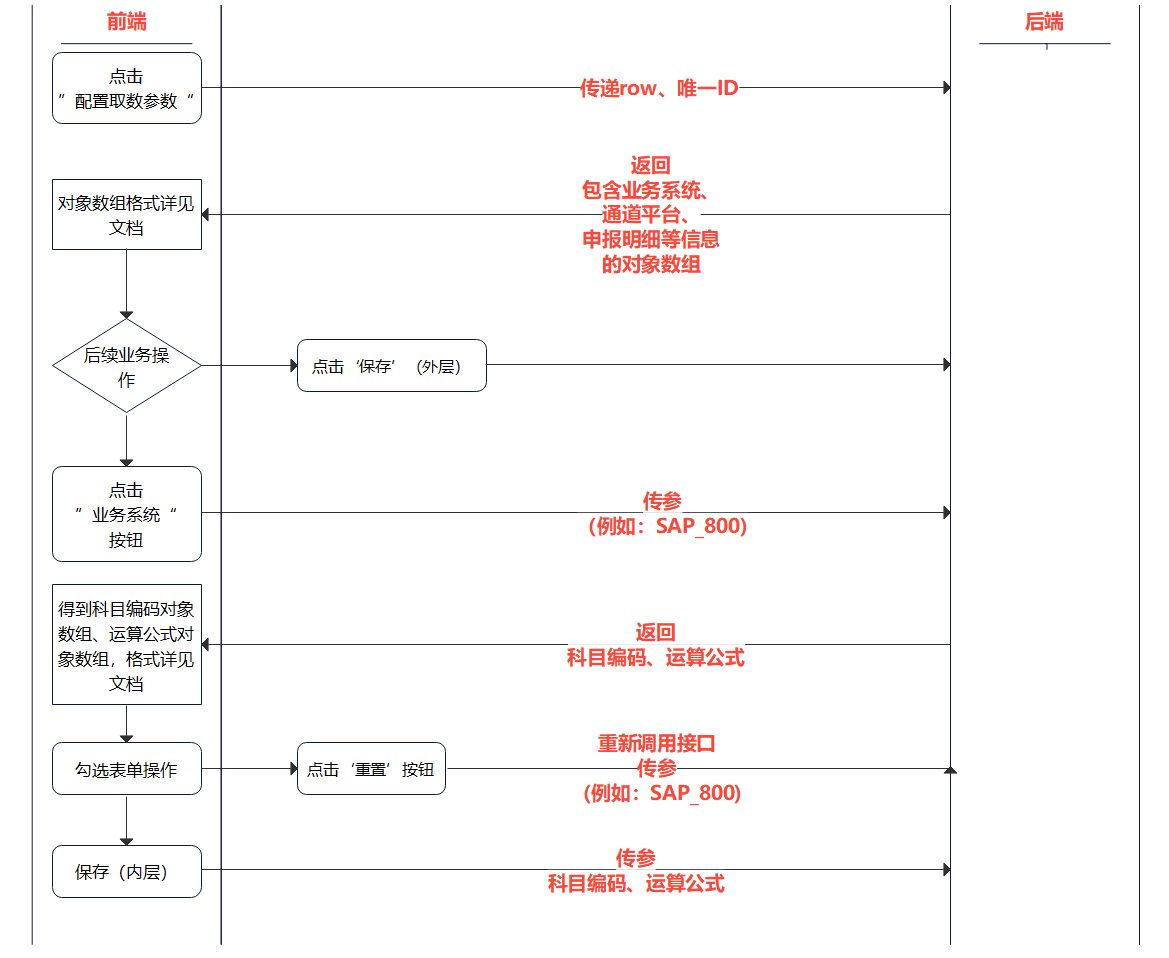 前端
后端
点击
”配置取数参数“
传递row、唯一ID
返回
包含业务系统、
通道平台、
申报明细等信息
的对象数组
对象数组格式详见
文档
后续业务操
作
点击‘保存’（外层）
点击
”业务系统“
按钮
传参
(例如：SAP_800)
得到科目编码对象
数组、运算公式对
象数组，格式详见
文档
返回
科目编码、运算公式
勾选表单操作
点击‘重置’按钮
重新调用接口
传参
(例如：SAP_800)
保存（内层）
传参
科目编码、运算公式